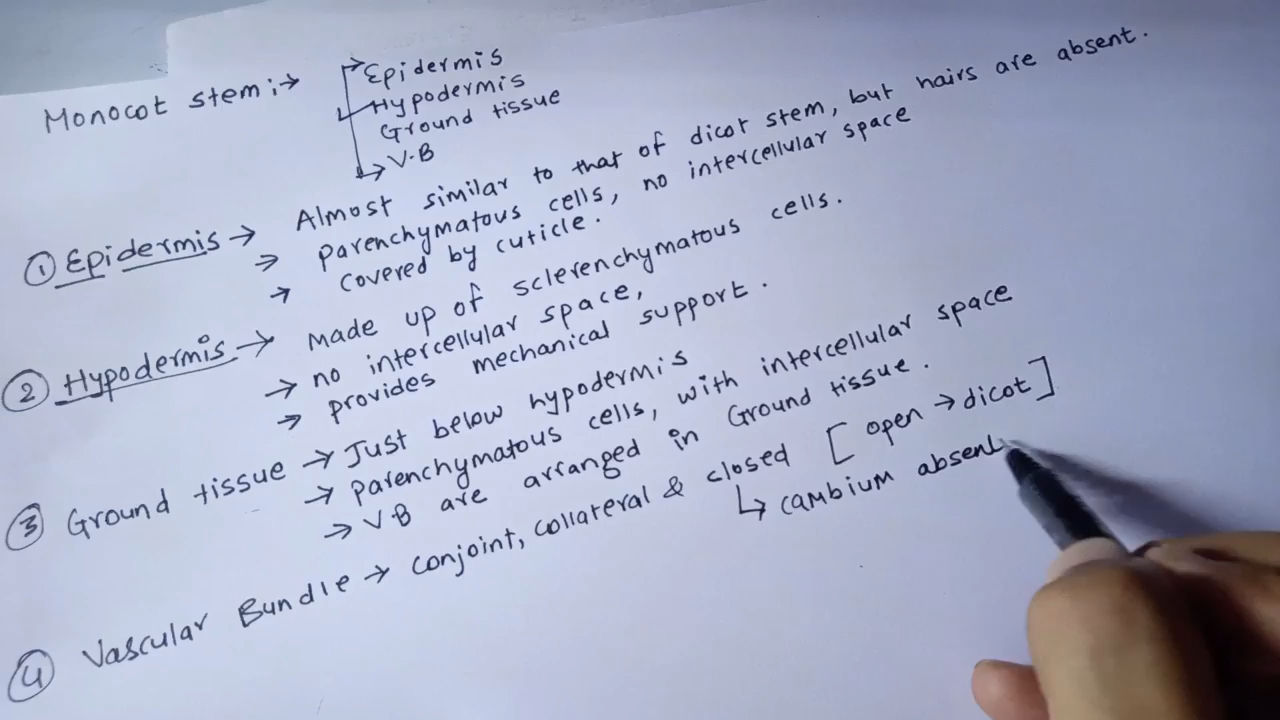 Monocot stem :→ → Epidermis
→ Hypodermis
Ground tissue
→ V.B
① Epidermis → Almost similar to that of dicot stem, but hairs are absent.
→ parenchymatous cells, no intercellular space
→ covered by cuticle.
② Hypodermis → made up of sclerenchymatous cells.
→ no intercellular space,
→ provides mechanical support.
③ Ground tissue → Just below hypodermis
→ parenchymatous cells, with intercellular space
→ V.B are arranged in Ground tissue.
④ Vascular Bundle → conjoint, collateral & closed [open → dicot]
↳ cambium absent